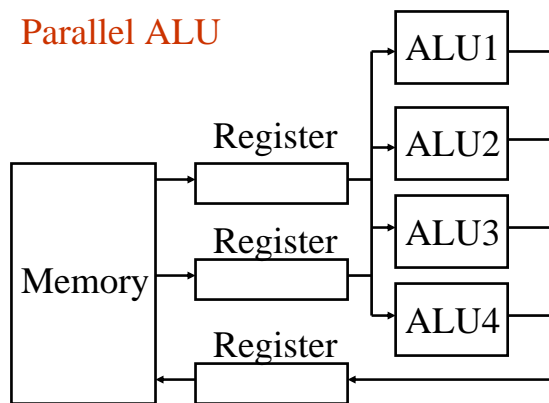 Parallel ALU
ALU1
Register
ALU2
Register
ALU3
Memory
ALU4
Register